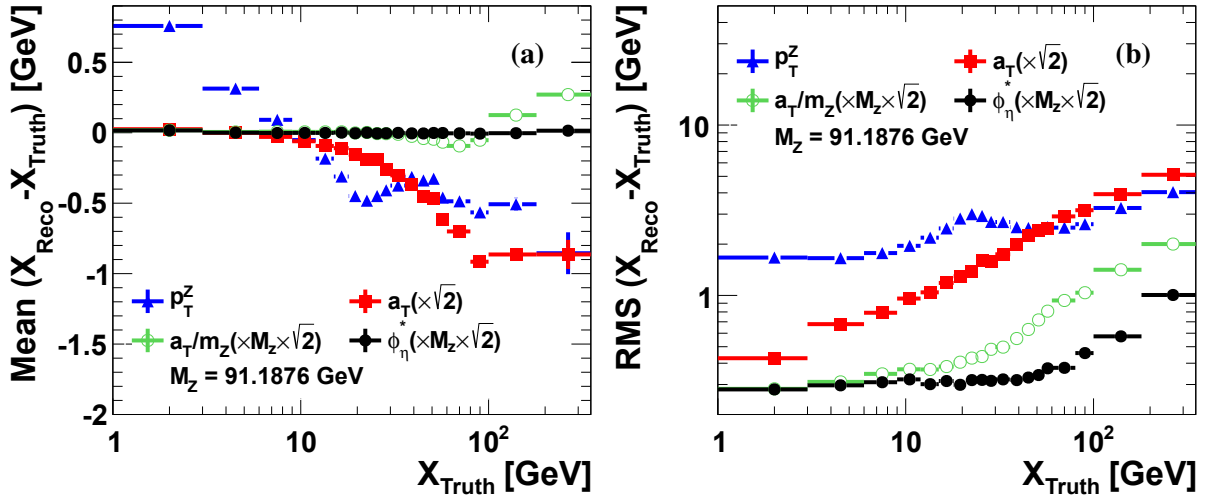 Mean (X_Reco -X_Truth) [GeV]
0.5
0
-0.5
-1
-1.5
-2
(a)
p_T^Z
a_T(×√2)
a_T/m_Z(×M_Z×√2)
ϕ_η^*(×M_Z×√2)
M_Z = 91.1876 GeV
1
10
10^2
X_Truth [GeV]
RMS (X_Reco -X_Truth) [GeV]
10
1
(b)
p_T^Z
a_T(×√2)
a_T/m_Z(×M_Z×√2)
ϕ_η^*(×M_Z×√2)
M_Z = 91.1876 GeV
1
10
10^2
X_Truth [GeV]